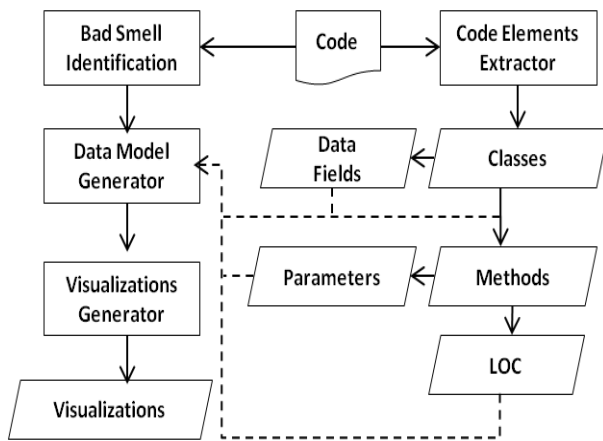 Bad Smell
Identification
Code
Code Elements
Extractor
Data Model
Generator
Data
Fields
Classes
Visualizations
Generator
Parameters
Methods
LOC
Visualizations